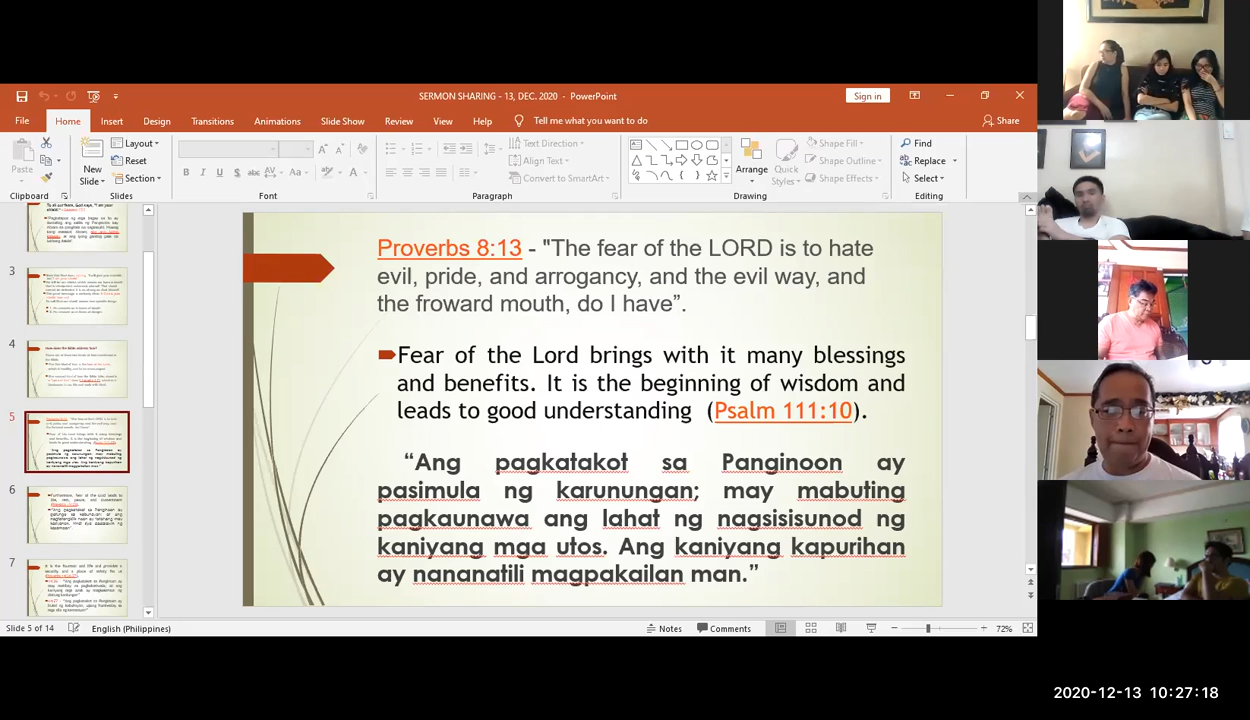 SERMON SHARING - 13, DEC. 2020 - PowerPoint
Sign in
File Home Insert Design Transitions Animations Slide Show Review View Help Tell me what you want to do
Share
Paste
New Slide
Layout
Reset
Section
B I U S abc AV Aa A
Text Direction
Align Text
Convert to SmartArt
Arrange
Quick Styles
Shape Fill
Shape Outline
Shape Effects
Find
Replace
Select
Clipboard Slides Font Paragraph Drawing Editing
3
4
5
6
7
Proverbs 8:13 - "The fear of the LORD is to hate
evil, pride, and arrogancy, and the evil way, and
the froward mouth, do I have”.
Fear of the Lord brings with it many blessings
and benefits. It is the beginning of wisdom and
leads to good understanding (Psalm 111:10).
“Ang pagkatakot sa Panginoon ay
pasimula ng karunungan; may mabuting
pagkaunawa ang lahat ng nagsisisunod ng
kaniyang mga utos. Ang kaniyang kapurihan
ay nananatili magpakailan man.”
Slide 5 of 14 English (Philippines) Notes Comments 72%
2020-12-13 10:27:18